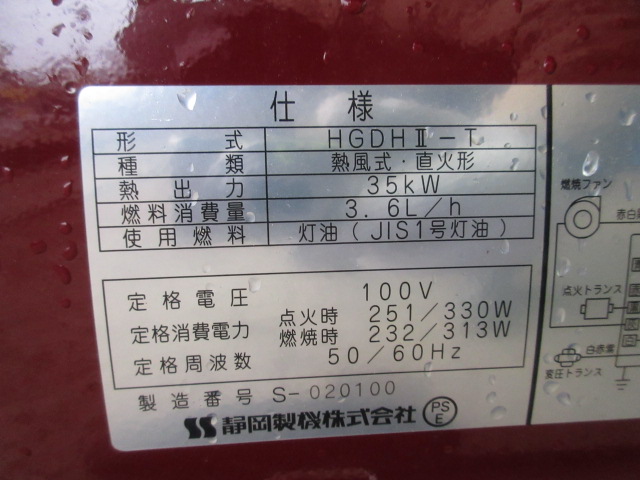 仕様
形式 HGDHⅡ-T
種類 熱風式・直火形
熱出力 35kW
燃料消費量 3.6L/h
使用燃料 灯油(JIS1号灯油)
定格電圧 100V
定格消費電力 点火時 251/330W
燃焼時 232/313W
定格周波数 50/60Hz
製造番号 S-020100
静岡製機株式会社 PSE
燃焼ファン
赤白
点火トランス
白赤
変圧トランス